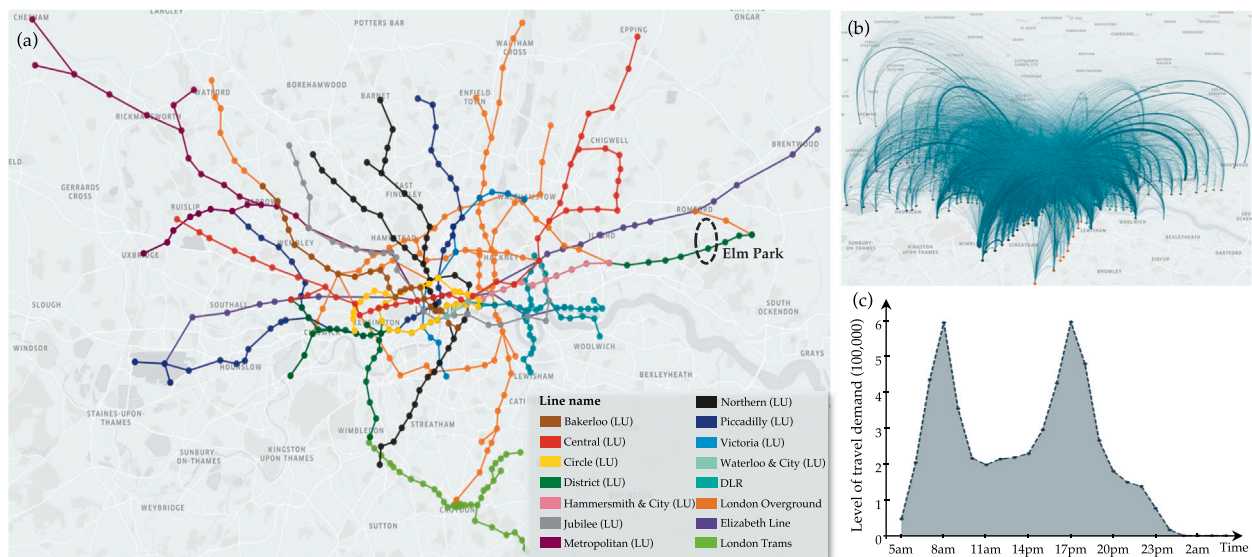 (a)
CHESHAM
LANGLEY
POTTERS BAR
ONGAR
EPPING
WALTHAM
CROSS
BOREHAMWOOD
WATFORD
BARNET
ENFIELD
TOWN
RICKMANSWORTH
CHIGWELL
BRENTWOOD
GERRARDS
CROSS
EAST
FINCHLEY
WALTHAMSTOW
RUISLIP
HARROW
ROMFORD
WEMBLEY
HAMPSTEAD
ILFORD
Elm Park
UXBRIDGE
HACKNEY
SLOUGH
SOUTHALL
SOUTH
OCKENDON
KENSINGTON
CHISWICK
WINDSOR
HOUNSLOW
WOOLWICH
GRAYS
LEWISHAM
BEXLEYHEATH
STAINES-UPON-
THAMES
WIMBLEDON
STREATHAM
SUNBURY-
ON-THAMES
KINGSTON
UPON THAMES
WEYBRIDGE
CROYDON
SUTTON
Line name
Bakerloo (LU)
Central (LU)
Circle (LU)
District (LU)
Hammersmith & City (LU)
Jubilee (LU)
Metropolitan (LU)
Northern (LU)
Piccadilly (LU)
Victoria (LU)
Waterloo & City (LU)
DLR
London Overground
Elizabeth Line
London Trams
(b)
HOUNSLOW
WOOLWICH
SUNBURY-
ON-THAMES
KINGSTON
UPON THAMES
STREATHAM
LEWISHAM
BEXLEYHEATH
SIDCUP
DARTFORD
BROMLEY
(c)
Level of travel demand (100,000)
6
5
4
3
2
1
0
5am 8am 11am 14pm 17pm 20pm 23pm 2am Time